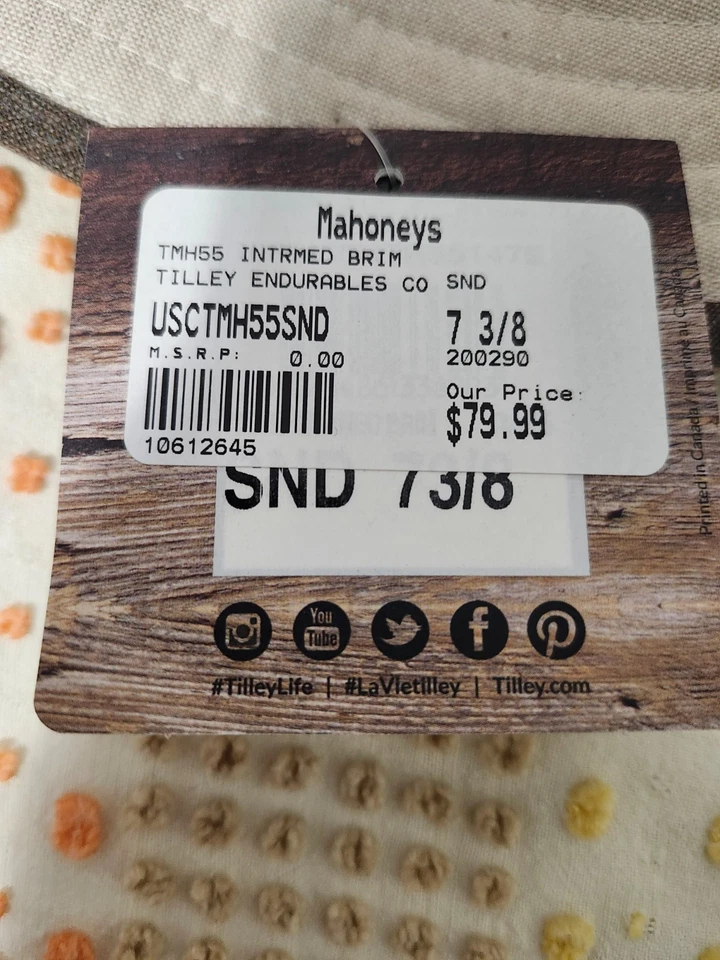 Mahoneys
TMH55 INTRMED BRIM
TILLEY ENDURABLES CO SND
USCTMH55SND 7 3/8
M.S.R.P: 0.00 200290
Our Price:
$79.99
10612645
SND 73/8
You
Tube
#TilleyLife | #LaVietilley | Tilley.com
Printed in Canada / Imprimé au Canada